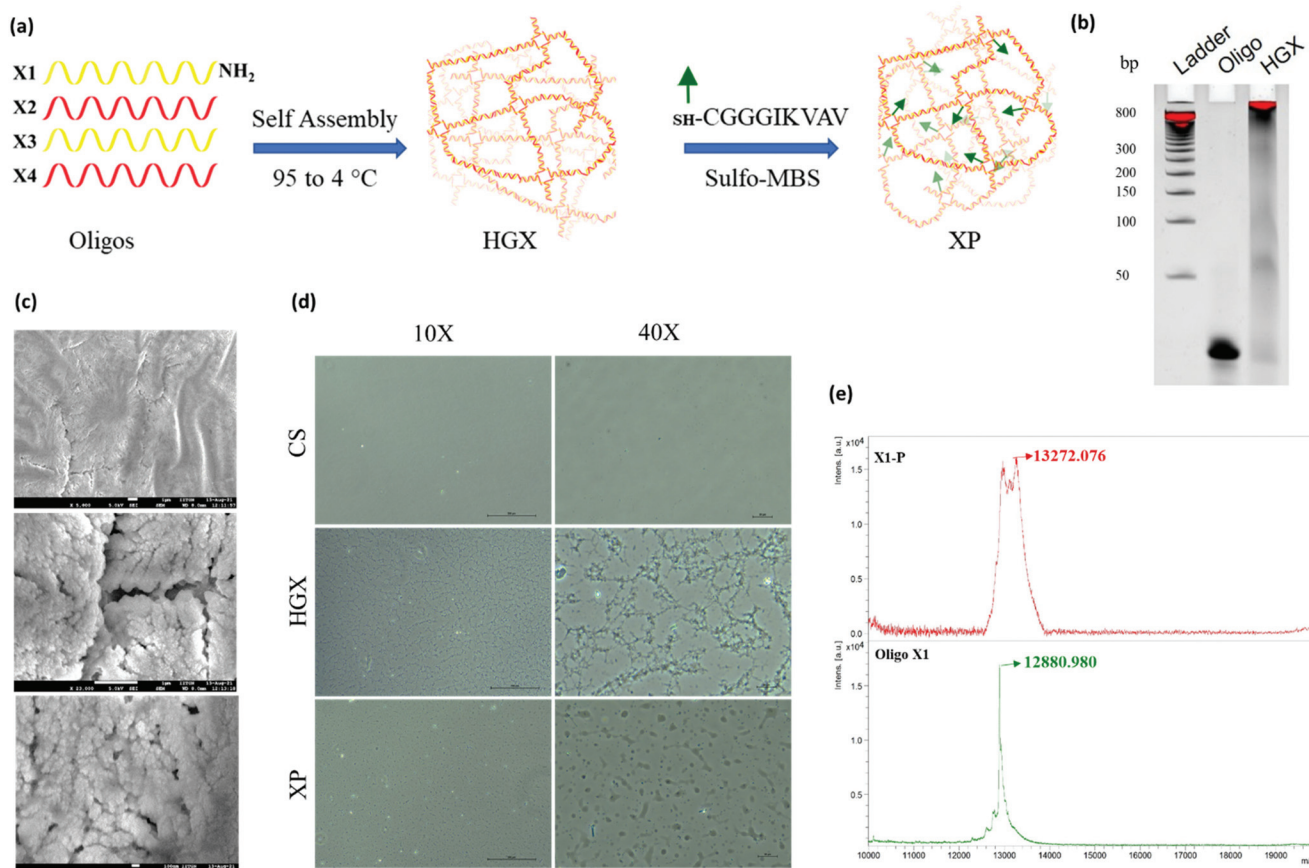 (a)
X1
NH2
X2
X3
X4
Oligos
Self Assembly
95 to 4 °C
HGX
SH-CGGGIKVAV
Sulfo-MBS
XP
(b)
bp
Ladder
Oligo
HGX
800
300
200
150
100
50
(c)
(d)
10X
40X
CS
HGX
XP
(e)
Intens. [a.u.]
x10⁴
X1-P
13272.076
1.5
1.0
0.5
0.0
Intens. [a.u.]
x10⁴
Oligo X1
12880.980
1.5
1.0
0.5
10000
11000
12000
13000
14000
15000
16000
17000
18000
19000